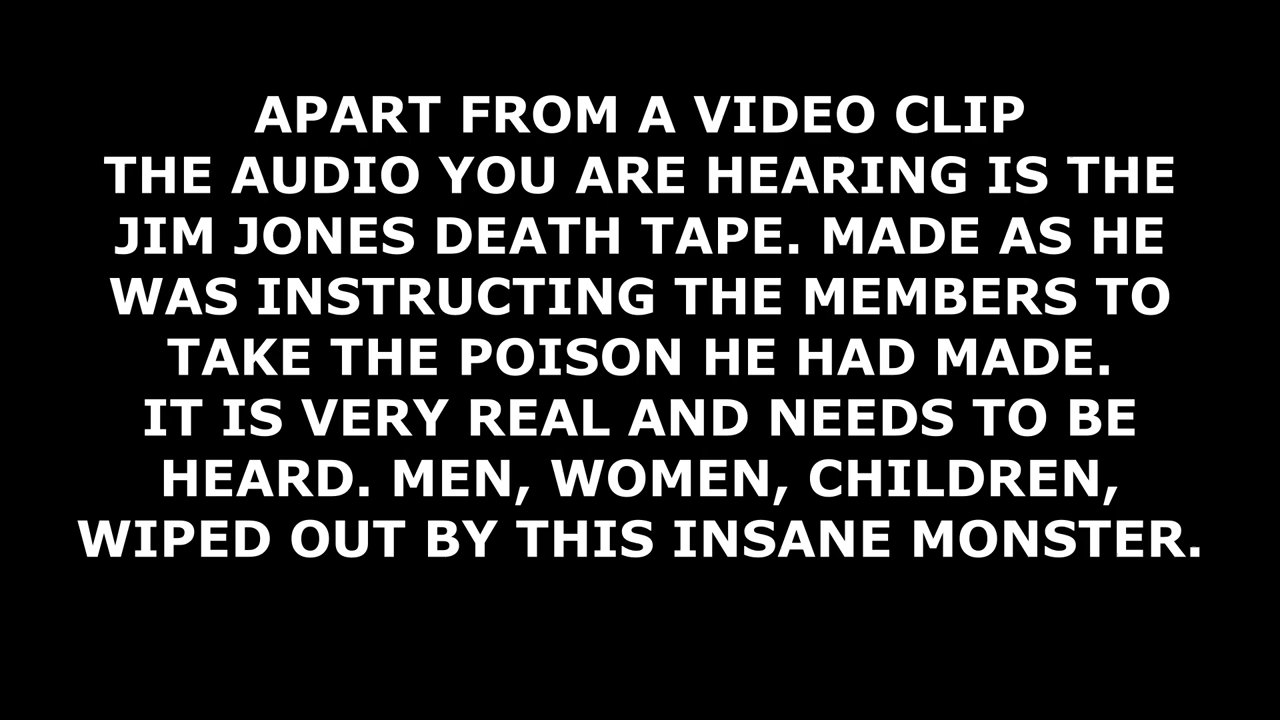 APART FROM A VIDEO CLIP
THE AUDIO YOU ARE HEARING IS THE
JIM JONES DEATH TAPE. MADE AS HE
WAS INSTRUCTING THE MEMBERS TO
TAKE THE POISON HE HAD MADE.
IT IS VERY REAL AND NEEDS TO BE
HEARD. MEN, WOMEN, CHILDREN,
WIPED OUT BY THIS INSANE MONSTER.